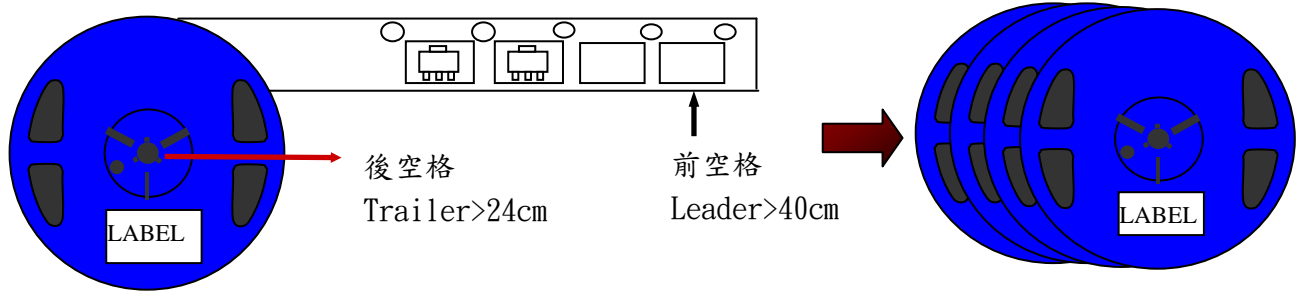 LABEL
後空格
Trailer>24cm
前空格
Leader>40cm
LABEL